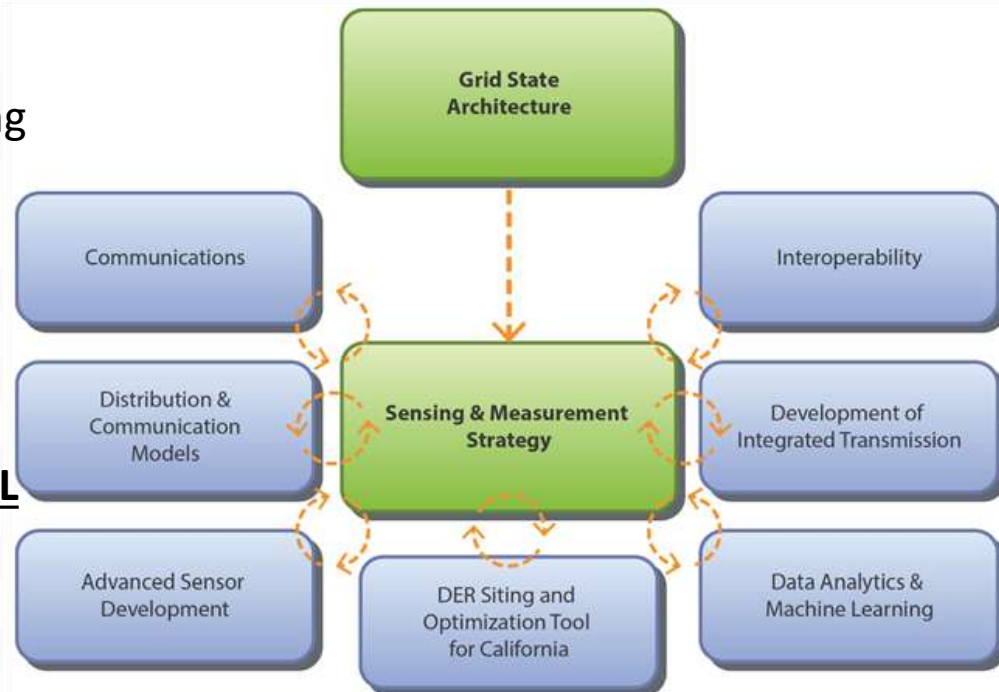 Grid State
Architecture
Communications
Interoperability
Distribution &
Communication
Models
Sensing & Measurement
Strategy
Development of
Integrated Transmission
L
Advanced Sensor
Development
DER Siting and
Optimization Tool
for California
Data Analytics &
Machine Learning